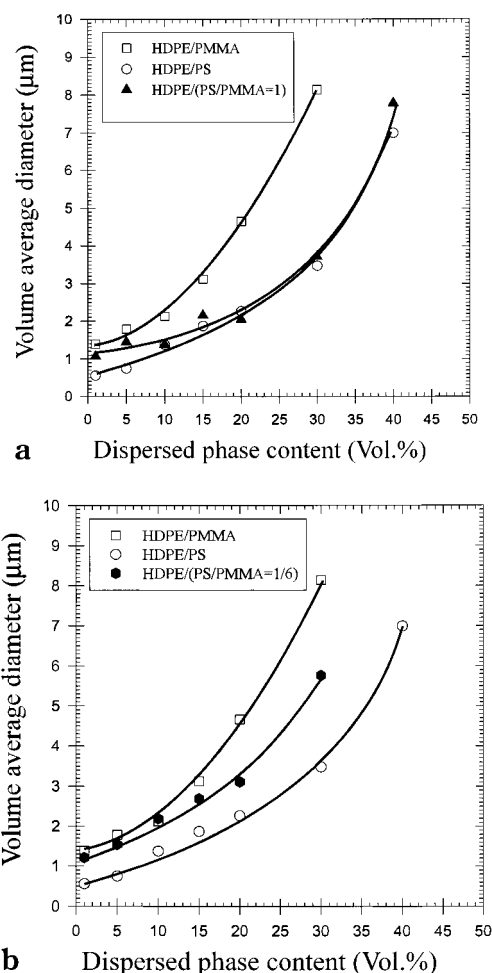 10
9
8
7
6
5
4
3
2
1
0
Volume average diameter (μm)
HDPE/PMMA
HDPE/PS
HDPE/(PS/PMMA=1)
0 5 10 15 20 25 30 35 40 45 50
a Dispersed phase content (Vol.%)
10
9
8
7
6
5
4
3
2
1
0
Volume average diameter (μm)
HDPE/PMMA
HDPE/PS
HDPE/(PS/PMMA=1/6)
0 5 10 15 20 25 30 35 40 45 50
b Dispersed phase content (Vol.%)